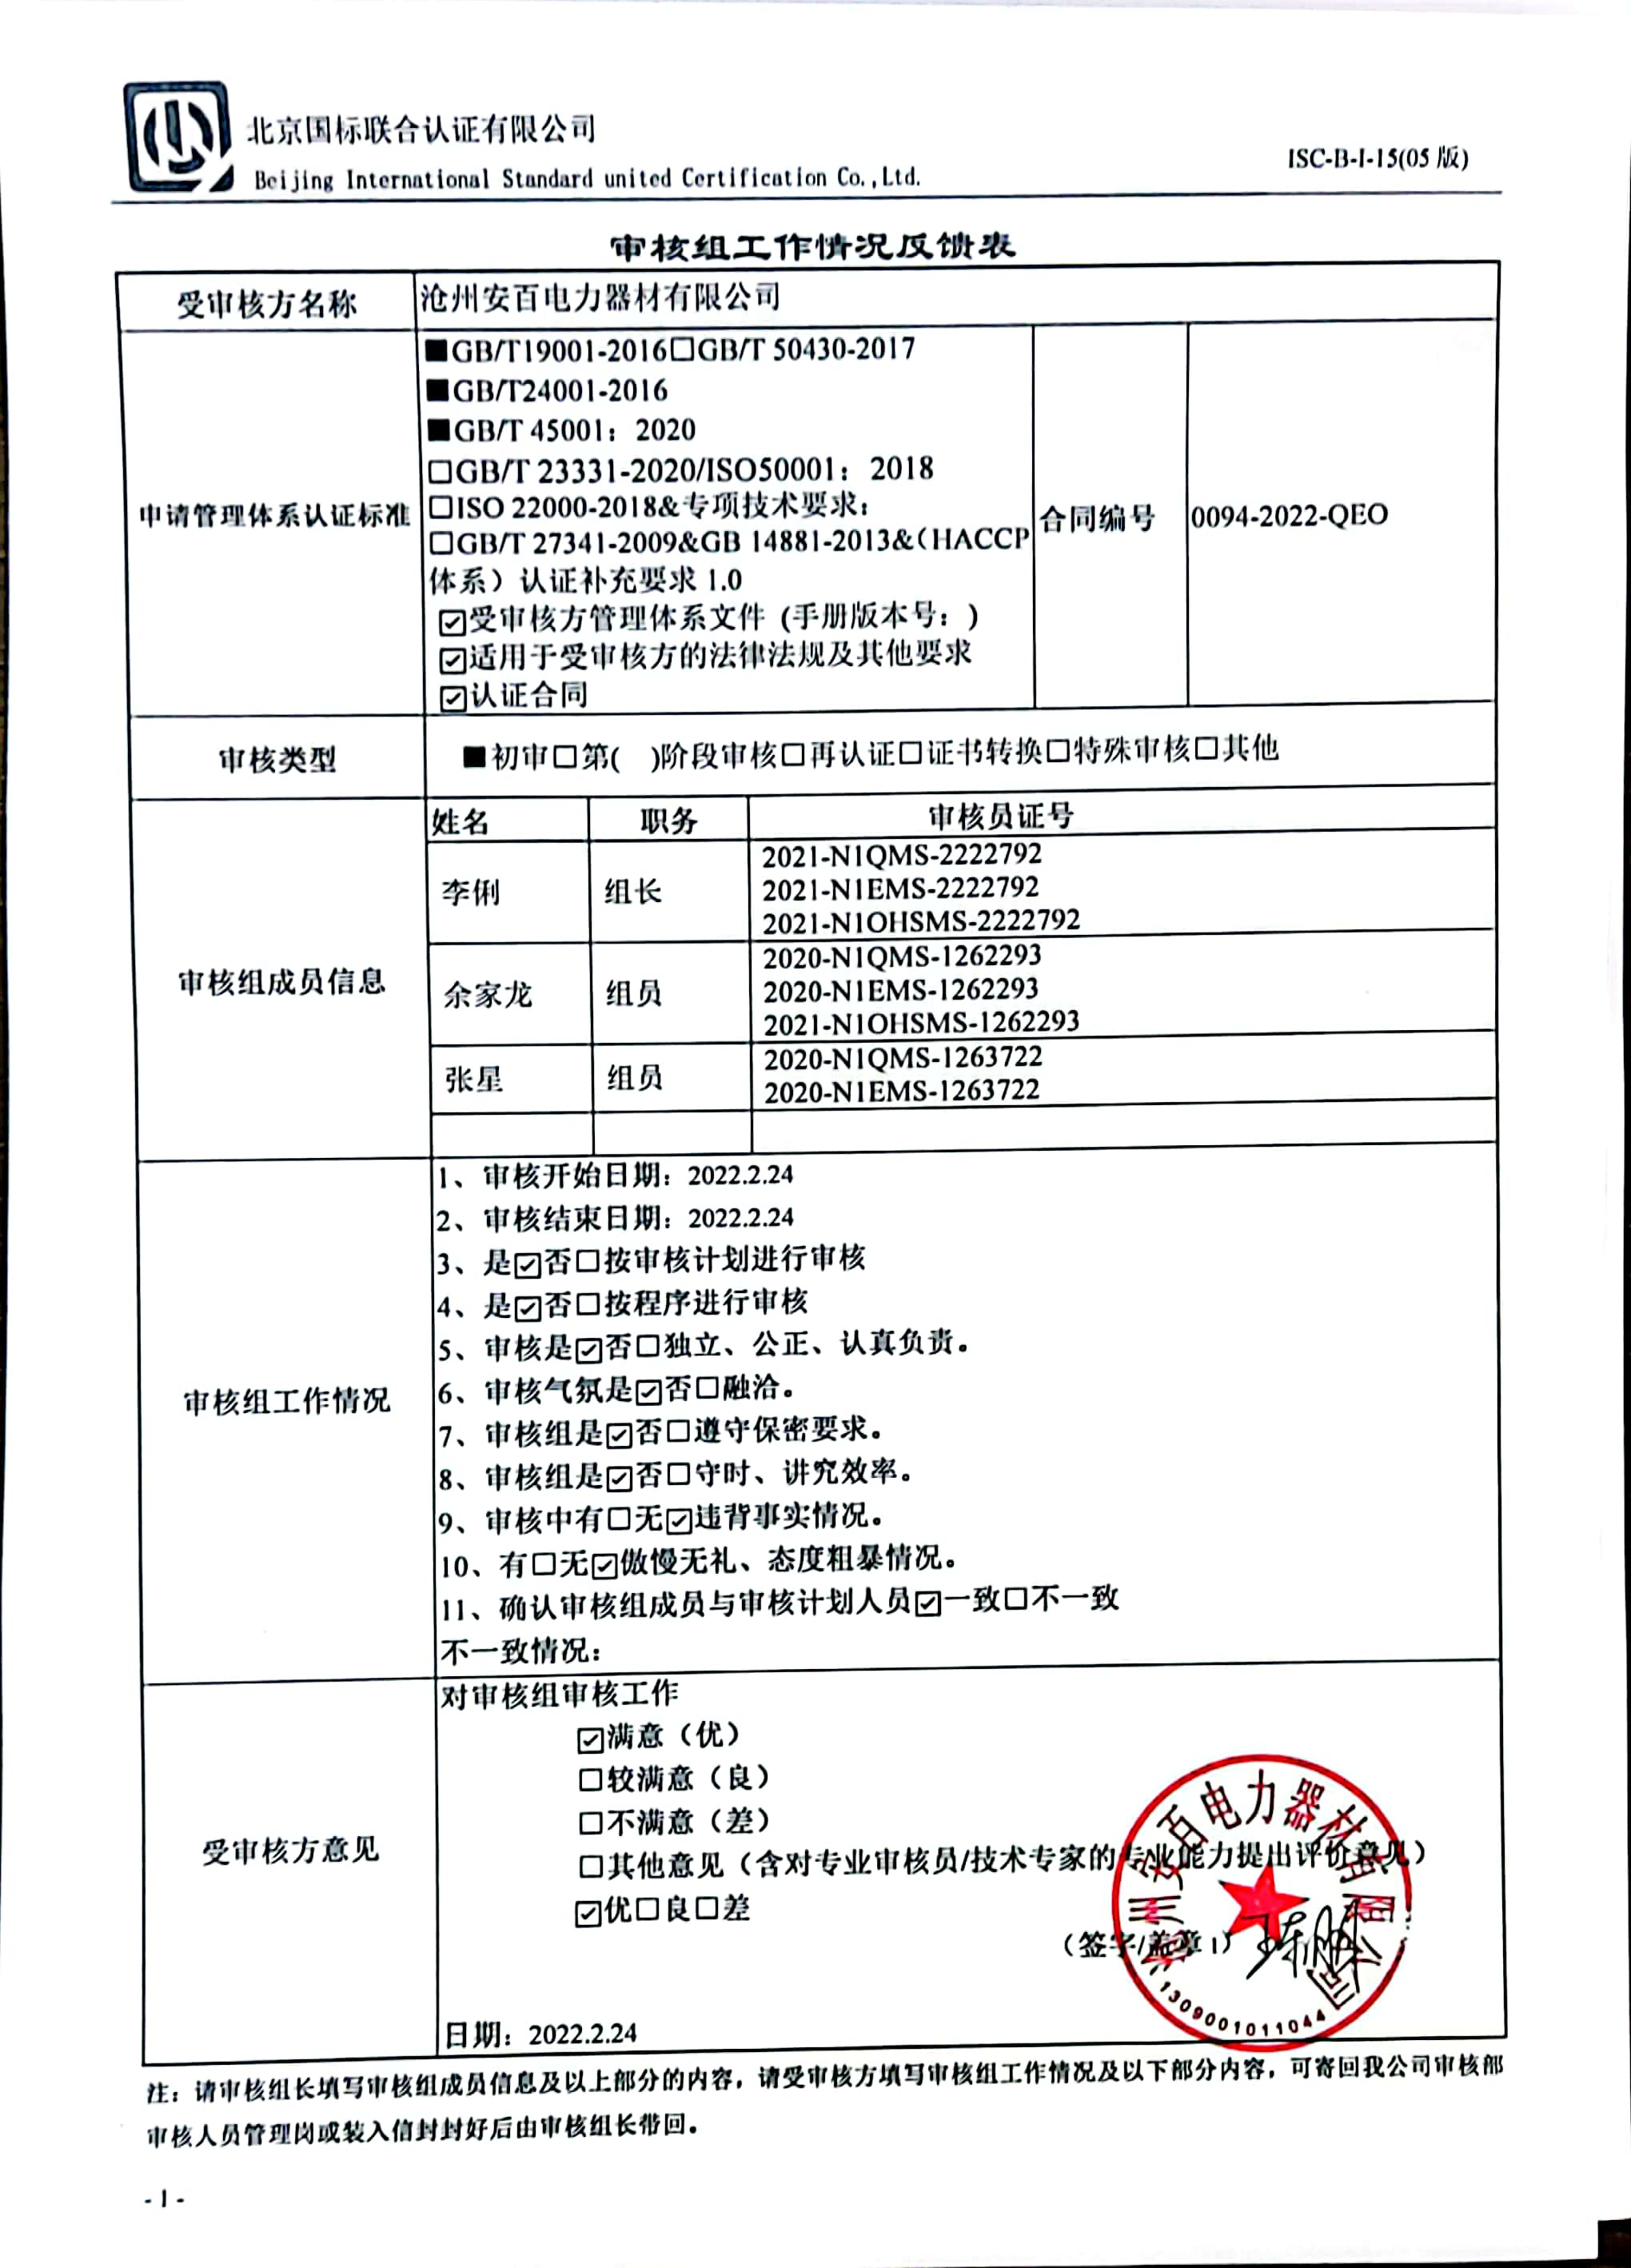 北京国标联合认证有限公司
Beijing International Standard united Certification Co.,Ltd.
ISC-B-I-15(05 版)
审核组工作情况反馈表
受审核方名称
沧州安百电力器材有限公司
申请管理体系认证标准
■GB/T19001-2016□GB/T 50430-2017
■GB/T24001-2016
■GB/T 45001：2020
□GB/T 23331-2020/ISO50001：2018
□ISO 22000-2018&专项技术要求：
□GB/T 27341-2009&GB 14881-2013&（HACCP
体系）认证补充要求 1.0
☑受审核方管理体系文件 (手册版本号：)
☑适用于受审核方的法律法规及其他要求
☑认证合同
合同编号
0094-2022-QEO
审核类型
■初审□第( )阶段审核□再认证□证书转换□特殊审核□其他
审核组成员信息
姓名 职务 审核员证号
李俐 组长
2021-N1QMS-2222792
2021-N1EMS-2222792
2021-N1OHSMS-2222792
余家龙 组员
2020-N1QMS-1262293
2020-N1EMS-1262293
2021-N1OHSMS-1262293
张星 组员
2020-N1QMS-1263722
2020-N1EMS-1263722
审核组工作情况
1、审核开始日期：2022.2.24
2、审核结束日期：2022.2.24
3、是☑否□按审核计划进行审核
4、是☑否□按程序进行审核
5、审核是☑否□独立、公正、认真负责。
6、审核气氛是☑否□融洽。
7、审核组是☑否□遵守保密要求。
8、审核组是☑否□守时、讲究效率。
9、审核中有□无☑违背事实情况。
10、有□无☑傲慢无礼、态度粗暴情况。
11、确认审核组成员与审核计划人员☑一致□不一致
不一致情况：
受审核方意见
对审核组审核工作
☑满意（优）
□较满意（良）
□不满意（差）
□其他意见（含对专业审核员/技术专家的专业能力提出评价意见）
☑优□良□差
（签字/盖章）
沧州安百电力器材有限公司
1309001011044
日期：2022.2.24
注：请审核组长填写审核组成员信息及以上部分的内容，请受审核方填写审核组工作情况及以下部分内容，可寄回我公司审核部
审核人员管理岗或装入信封封好后由审核组长带回。
- 1 -